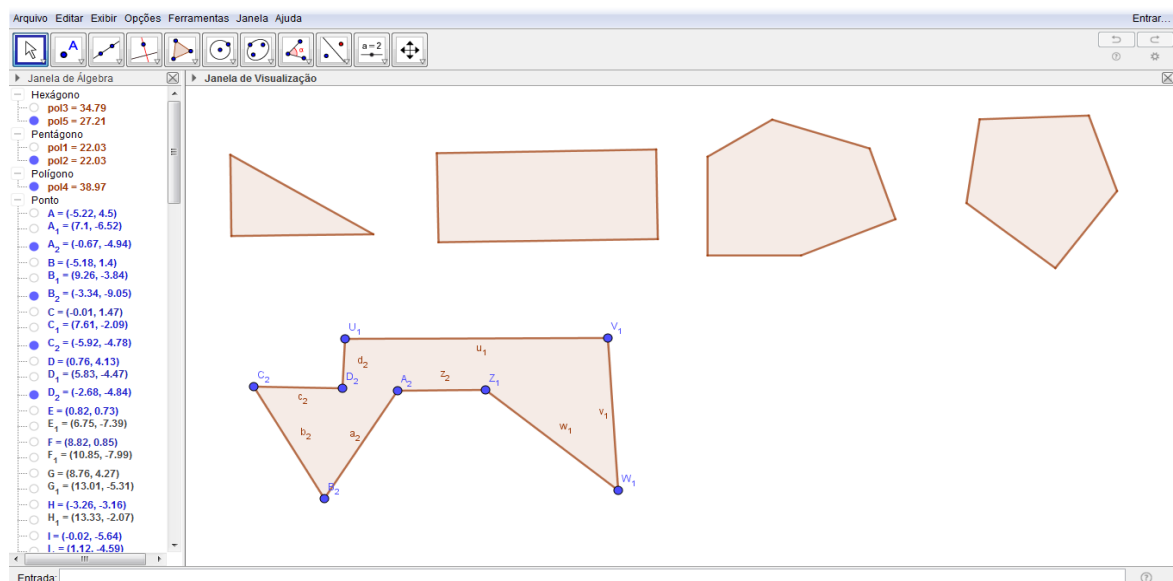 Arquivo Editar Exibir Opções Ferramentas Janela Ajuda Entrar...
A α a=2
Janela de Álgebra
Janela de Visualização
Hexágono
pol3 = 34.79
pol5 = 27.21
Pentágono
pol1 = 22.03
pol2 = 22.03
Polígono
pol4 = 38.97
Ponto
A = (-5.22, 4.5)
A₁ = (7.1, -6.52)
A₂ = (-0.67, -4.94)
B = (-5.18, 1.4)
B₁ = (9.26, -3.84)
B₂ = (-3.34, -9.05)
C = (-0.01, 1.47)
C₁ = (7.61, -2.09)
C₂ = (-5.92, -4.78)
D = (0.76, 4.13)
D₁ = (5.83, -4.47)
D₂ = (-2.68, -4.84)
E = (0.82, 0.73)
E₁ = (6.75, -7.39)
F = (8.82, 0.85)
F₁ = (10.85, -7.99)
G = (8.76, 4.27)
G₁ = (13.01, -5.31)
H = (-3.26, -3.16)
H₁ = (13.33, -2.07)
I = (-0.02, -5.64)
U₁
V₁
u₁
d₂
C₂
D₂
A₂
z₂
Z₁
c₂
b₂
a₂
v₁
w₁
B₂
W₁
Entrada: